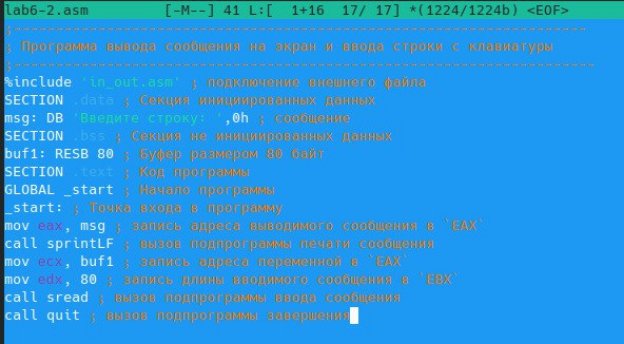 lab6-2.asm [-M--] 41 L:[ 1+16 17/ 17] *(1224/1224b) <EOF>
;---------------------------------------------------------------
; Программа вывода сообщения на экран и ввода строки с клавиатуры
;----------------------------------------------------------------
%include 'in_out.asm' ; подключение внешнего файла
SECTION .data ; Секция инициированных данных
msg: DB 'Введите строку: ',0h ; сообщение
SECTION .bss ; Секция не инициированных данных
buf1: RESB 80 ; Буфер размером 80 байт
SECTION .text ; Код программы
GLOBAL _start ; Начало программы
_start: ; Точка входа в программу
mov eax, msg ; запись адреса выводимого сообщения в `EAX`
call sprintLF ; вызов подпрограммы печати сообщения
mov ecx, buf1 ; запись адреса переменной в `EAX`
mov edx, 80 ; запись длины вводимого сообщения в `EBX`
call sread ; вызов подпрограммы ввода сообщения
call quit ; вызов подпрограммы завершения